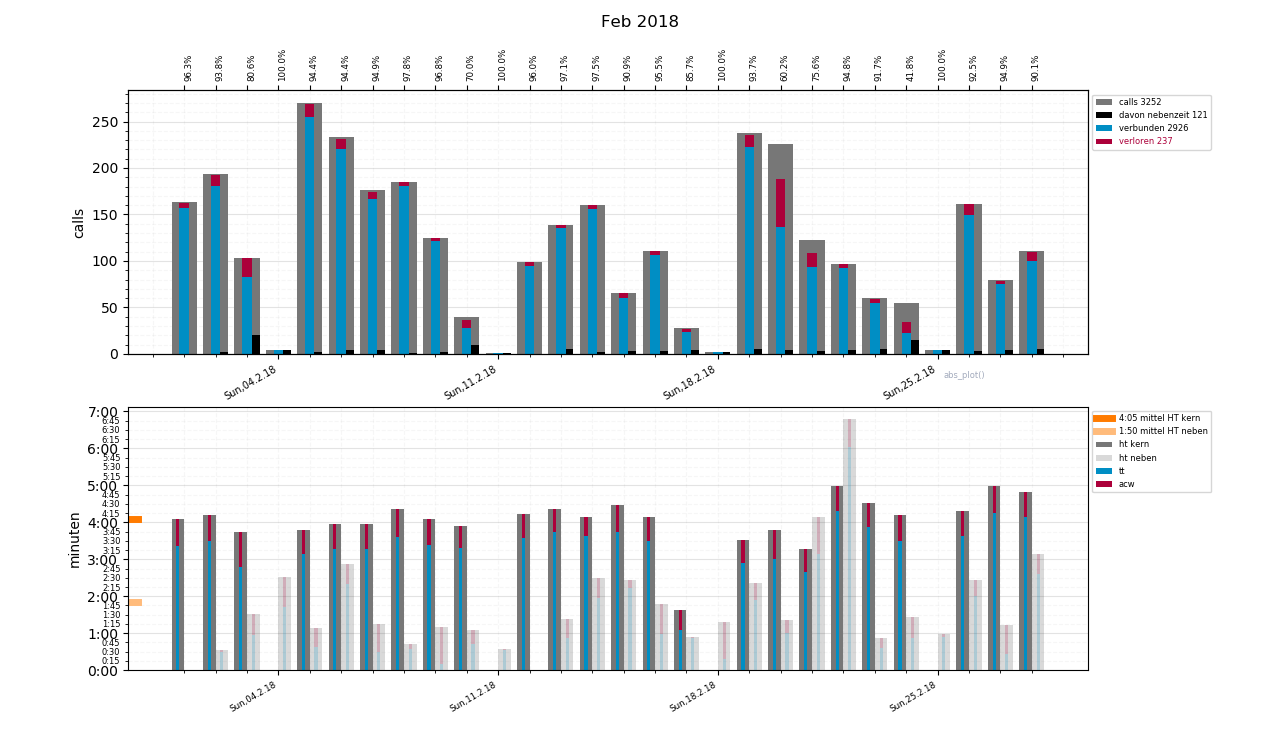 Feb 2018
96.3% 93.8% 80.6% 100.0% 94.4% 94.4% 94.9% 97.8% 96.8% 70.0% 100.0% 96.0% 97.1% 97.5% 90.9% 95.5% 85.7% 100.0% 93.7% 60.2% 75.6% 94.8% 91.7% 41.8% 100.0% 92.5% 94.9% 90.1%
calls
250
200
150
100
50
0
calls 3252
davon nebenzeit 121
verbunden 2926
verloren 237
Sun,04.2.18 Sun,11.2.18 Sun,18.2.18 Sun,25.2.18
abs_plot()
minuten
7:00
6:45
6:30
6:15
6:00
5:45
5:30
5:15
5:00
4:45
4:30
4:15
4:00
3:45
3:30
3:15
3:00
2:45
2:30
2:15
2:00
1:45
1:30
1:15
1:00
0:45
0:30
0:15
0:00
4:05 mittel HT kern
1:50 mittel HT neben
ht kern
ht neben
tt
acw
Sun,04.2.18 Sun,11.2.18 Sun,18.2.18 Sun,25.2.18